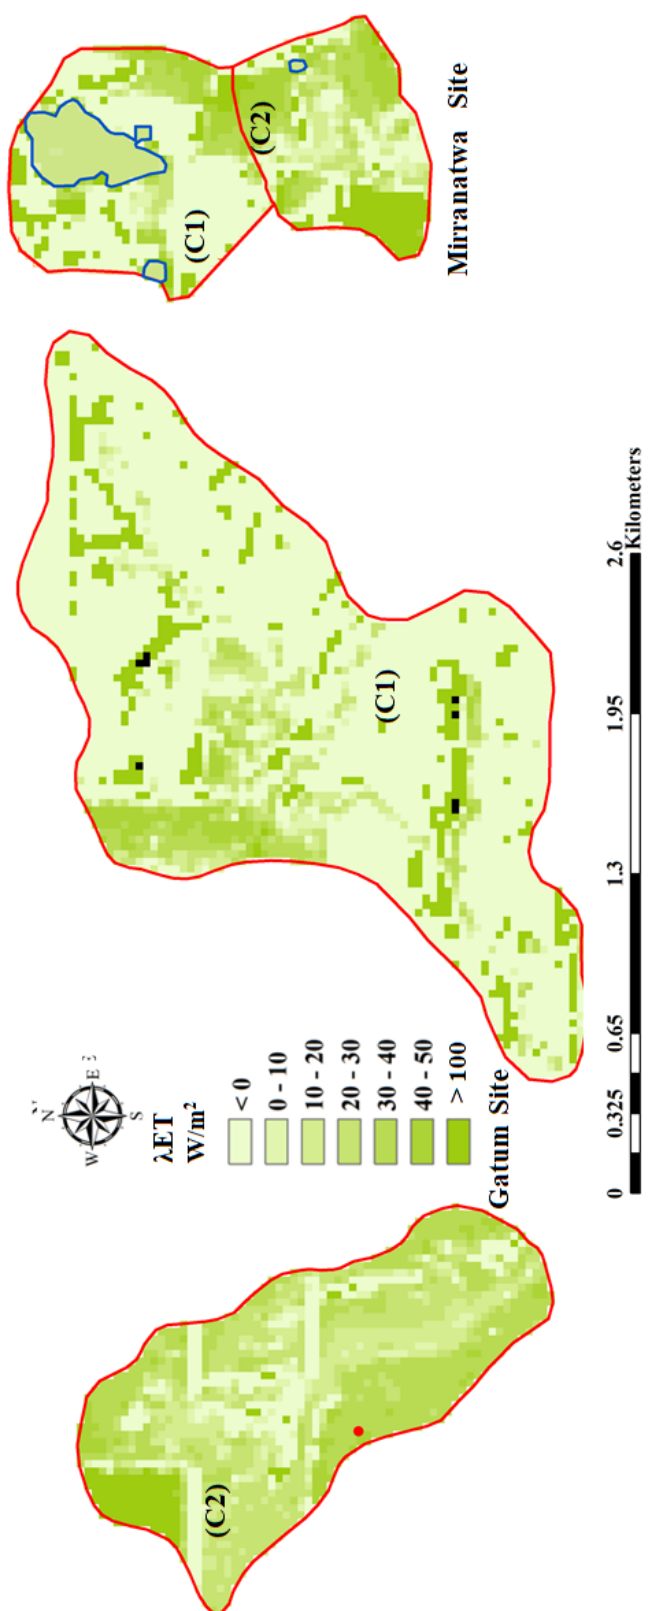 Mirranatwa Site
(C1)
(C2)
(C1)
Gatum Site
(C2)
N
W
E
S
λET
W/m²
< 0
0 - 10
10 - 20
20 - 30
30 - 40
40 - 50
> 100
0 0.325 0.65 1.3 1.95 2.6
Kilometers